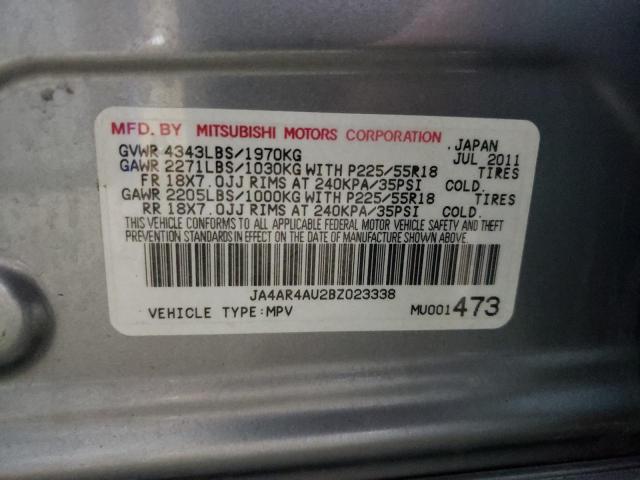 MFD. BY MITSUBISHI MOTORS CORPORATION . JAPAN
GVWR 4343LBS/1970KG JUL 2011
GAWR 2271LBS/1030KG WITH P225/55R18 TIRES
FR 18X7.0JJ RIMS AT 240KPA/35PSI COLD.
GAWR 2205LBS/1000KG WITH P225/55R18 TIRES
RR 18X7.0JJ RIMS AT 240KPA/35PSI COLD.
THIS VEHICLE CONFORMS TO ALL APPLICABLE FEDERAL MOTOR VEHICLE SAFETY AND THEFT
PREVENTION STANDARDS IN EFFECT ON THE DATE OF MANUFACTURE SHOWN ABOVE.
JA4AR4AU2BZ023338
VEHICLE TYPE:MPV MU001473